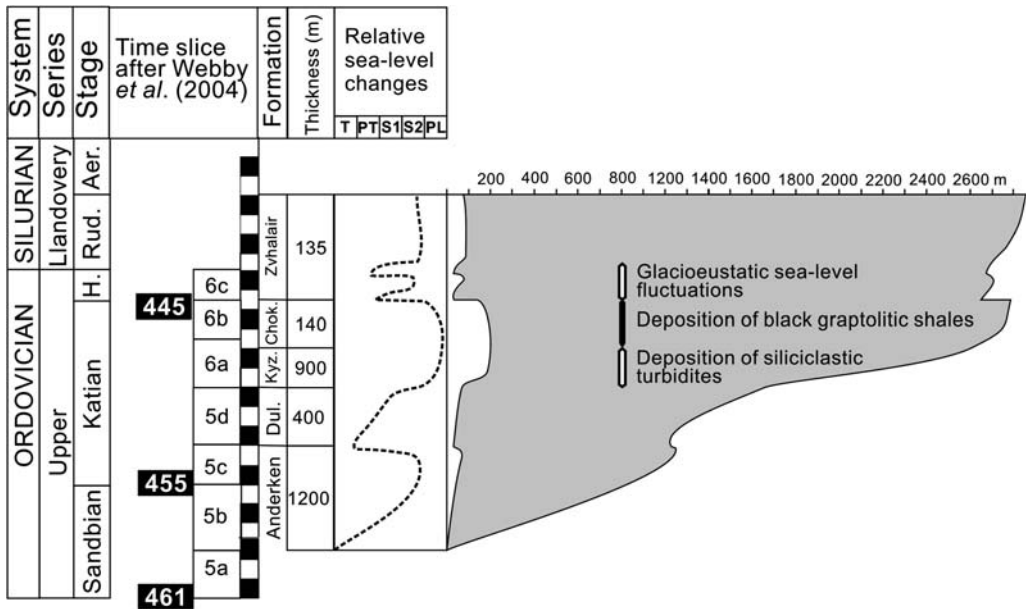 System
Series
Stage
Time slice
after Webby
et al. (2004)
Formation
Thickness (m)
Relative
sea-level
changes
T PT S1 S2 PL
SILURIAN
ORDOVICIAN
Llandovery
Upper
Aer.
Rud.
H.
Katian
Sandbian
445
455
461
6c
6b
6a
5d
5c
5b
5a
Zvhalair
Chok.
Kyz.
Dul.
Anderken
135
140
900
400
1200
200 600 800 1000 1200 1400 1600 1800 2000 2200 2400 2600 m
Glacioeustatic sea-level
fluctuations
Deposition of black graptolitic shales
Deposition of siliciclastic
turbidites